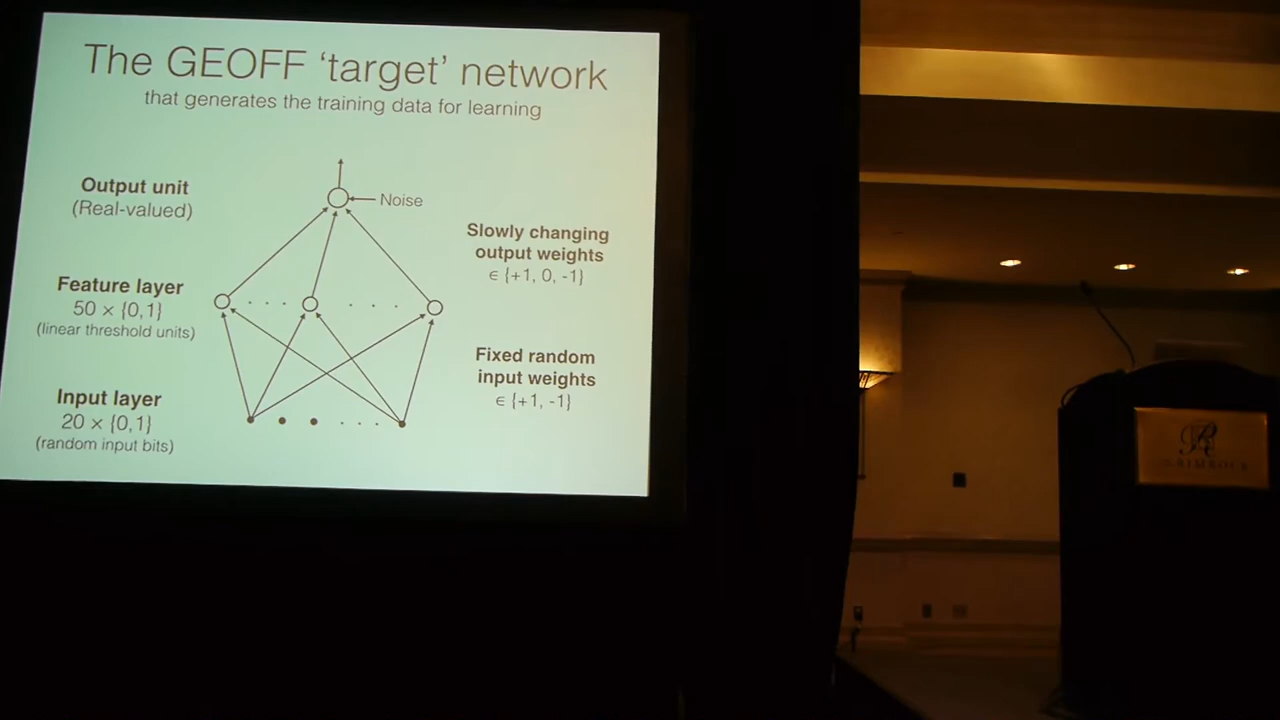 The GEOFF ‘target’ network
that generates the training data for learning
Output unit
(Real-valued)
Noise
Slowly changing
output weights
∈ {+1, 0, -1}
Feature layer
50 × {0,1}
(linear threshold units)
Fixed random
input weights
∈ {+1, -1}
Input layer
20 × {0,1}
(random input bits)